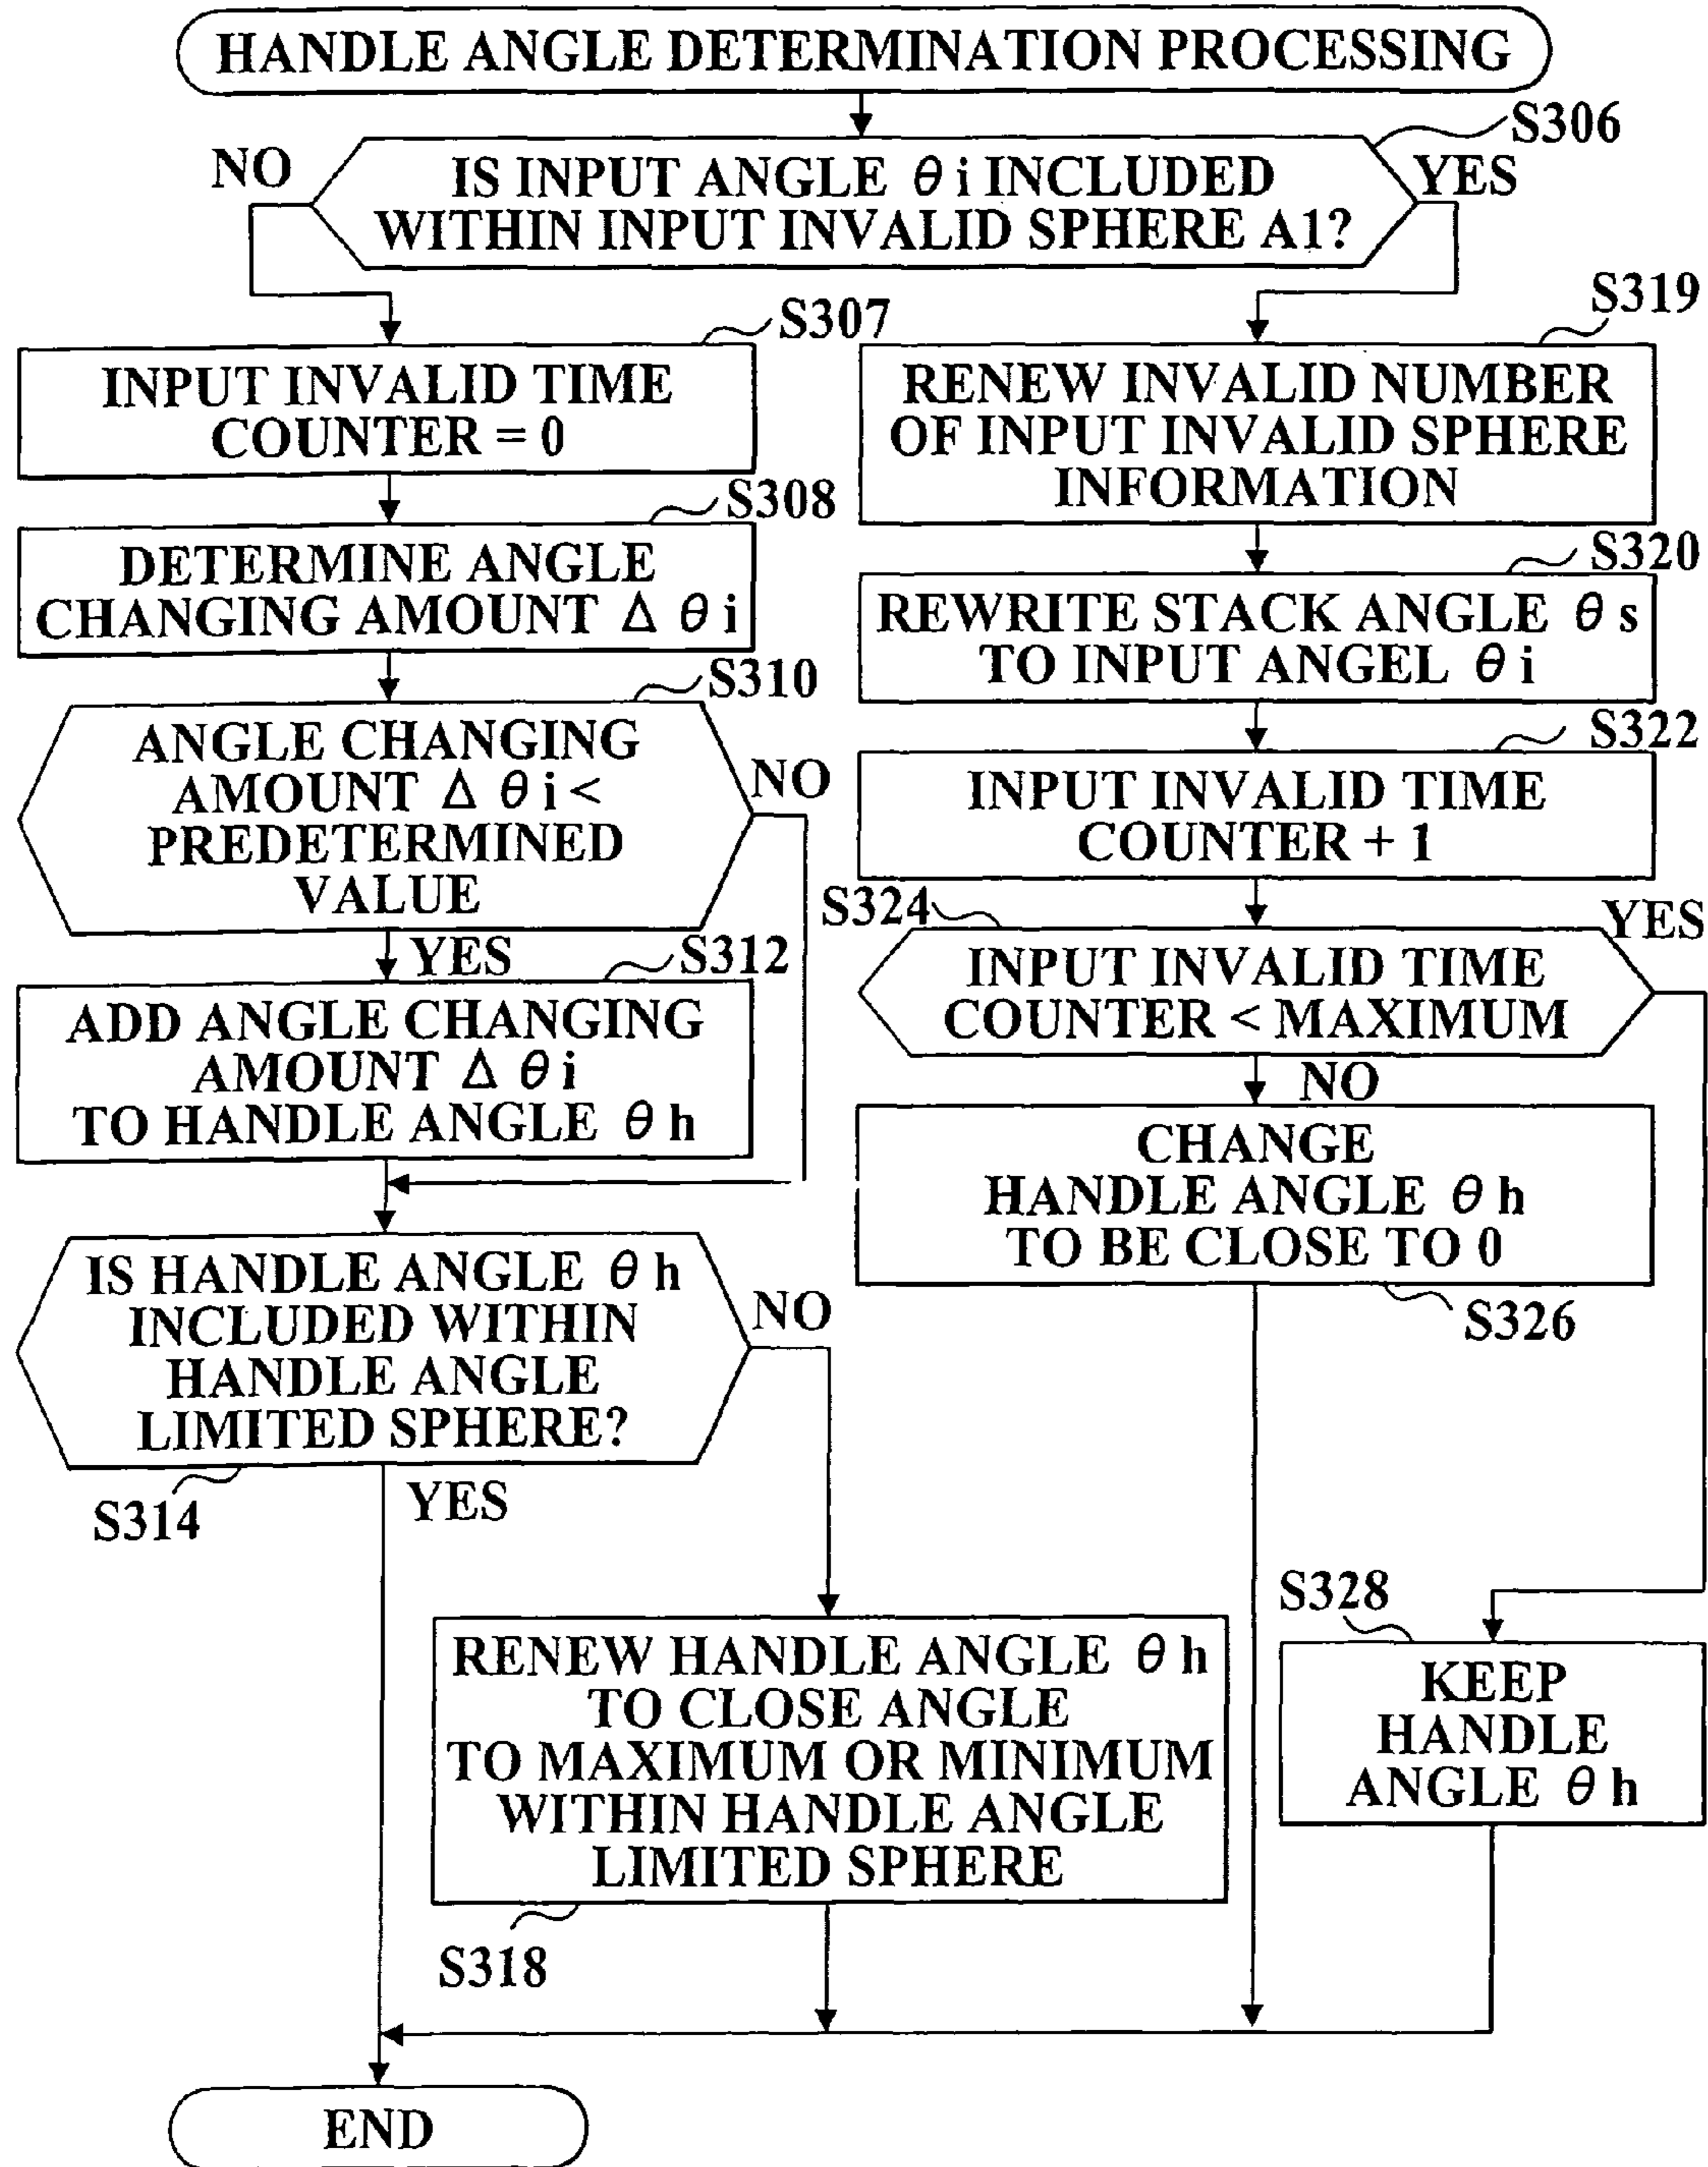 HANDLE ANGLE DETERMINATION PROCESSING
S306
NO
IS INPUT ANGLE θi INCLUDED
WITHIN INPUT INVALID SPHERE A1?
YES
S307
INPUT INVALID TIME
COUNTER = 0
S308
DETERMINE ANGLE
CHANGING AMOUNT Δ θi
S310
ANGLE CHANGING
AMOUNT Δ θi <
PREDETERMINED
VALUE
NO
YES
S312
ADD ANGLE CHANGING
AMOUNT Δ θi
TO HANDLE ANGLE θh
IS HANDLE ANGLE θh
INCLUDED WITHIN
HANDLE ANGLE
LIMITED SPHERE?
NO
S314
YES
RENEW HANDLE ANGLE θh
TO CLOSE ANGLE
TO MAXIMUM OR MINIMUM
WITHIN HANDLE ANGLE
LIMITED SPHERE
S318
S319
RENEW INVALID NUMBER
OF INPUT INVALID SPHERE
INFORMATION
S320
REWRITE STACK ANGLE θs
TO INPUT ANGEL θi
S322
INPUT INVALID TIME
COUNTER + 1
S324
YES
INPUT INVALID TIME
COUNTER < MAXIMUM
NO
CHANGE
HANDLE ANGLE θh
TO BE CLOSE TO 0
S326
S328
KEEP
HANDLE
ANGLE θh
END